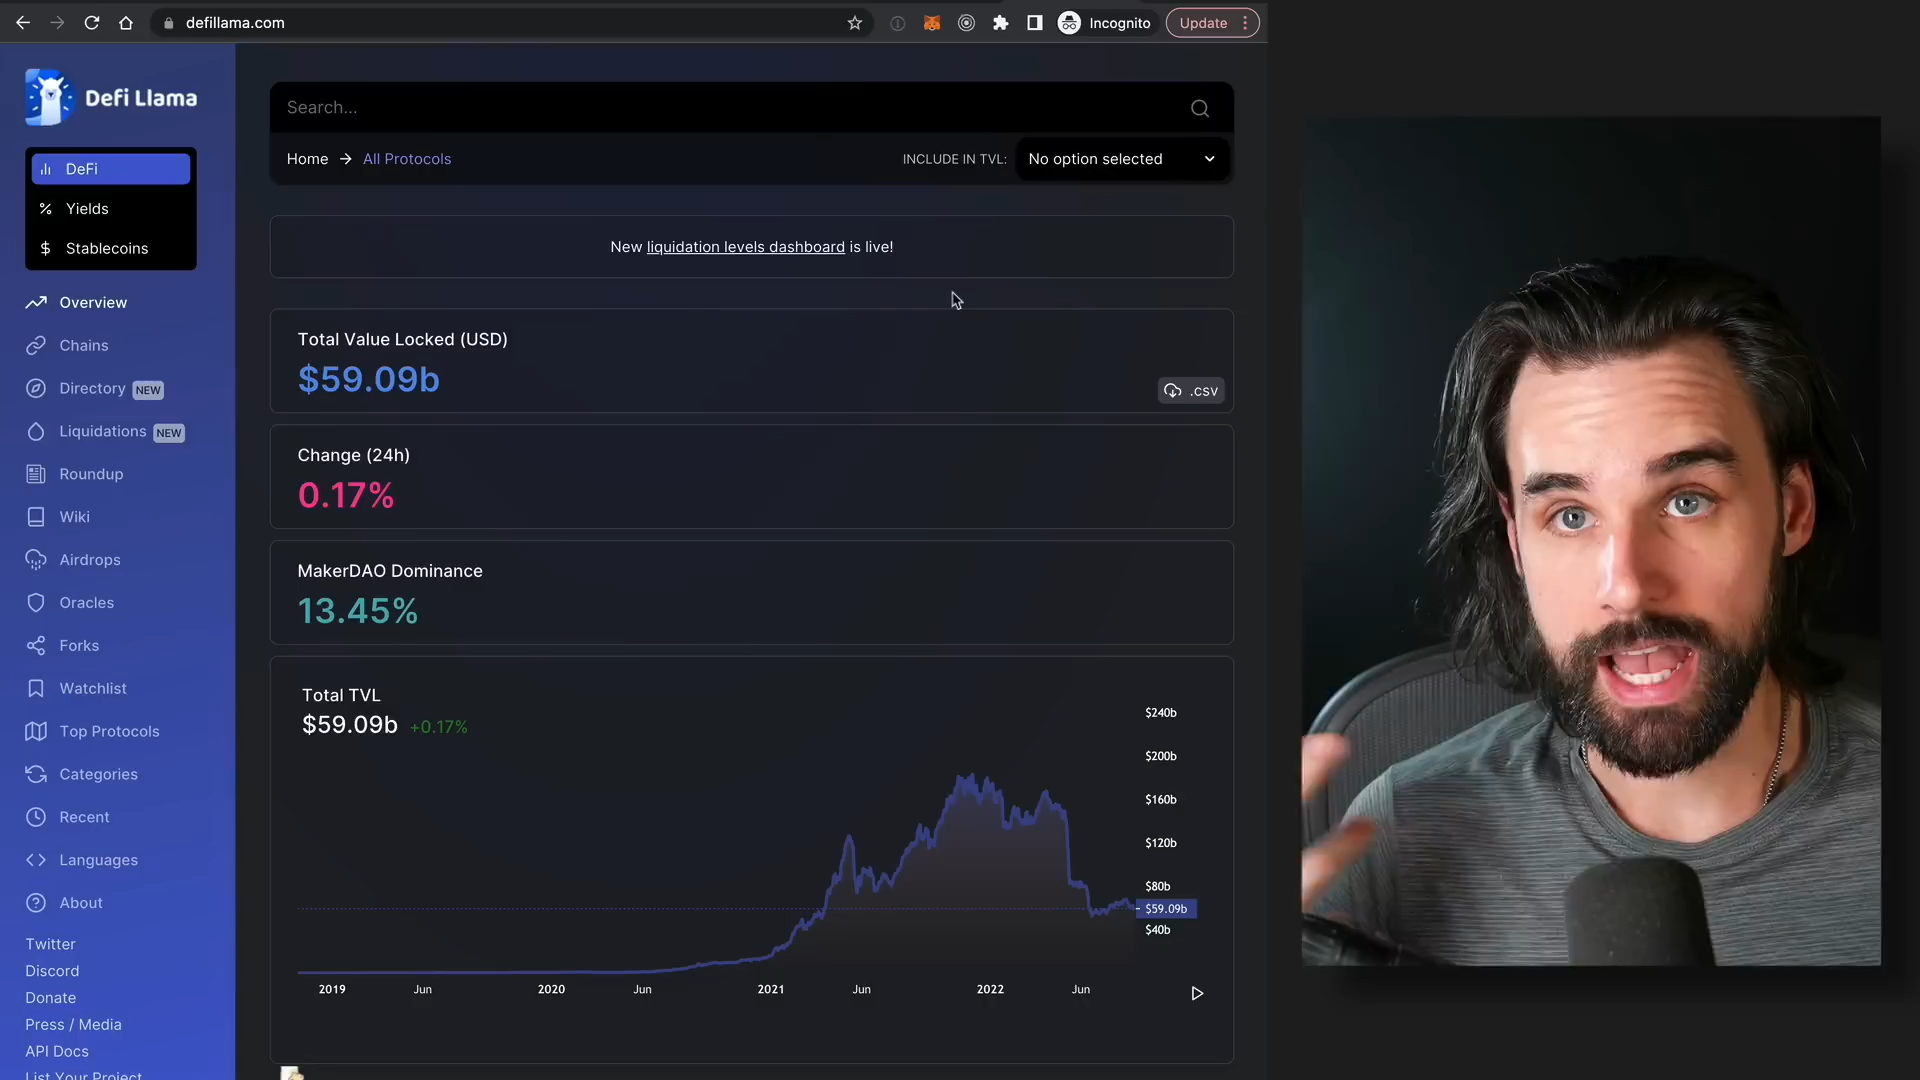 defillama.com
Incognito
Update
Defi Llama
DeFi
Yields
Stablecoins
Overview
Chains
Directory NEW
Liquidations NEW
Roundup
Wiki
Airdrops
Oracles
Forks
Watchlist
Top Protocols
Categories
Recent
Languages
About
Twitter
Discord
Donate
Press / Media
API Docs
List Your Project
Search...
Home → All Protocols
INCLUDE IN TVL: No option selected
New liquidation levels dashboard is live!
Total Value Locked (USD)
$59.09b
.csv
Change (24h)
0.17%
MakerDAO Dominance
13.45%
Total TVL
$59.09b +0.17%
$240b
$200b
$160b
$120b
$80b
$59.09b
$40b
2019 Jun 2020 Jun 2021 Jun 2022 Jun